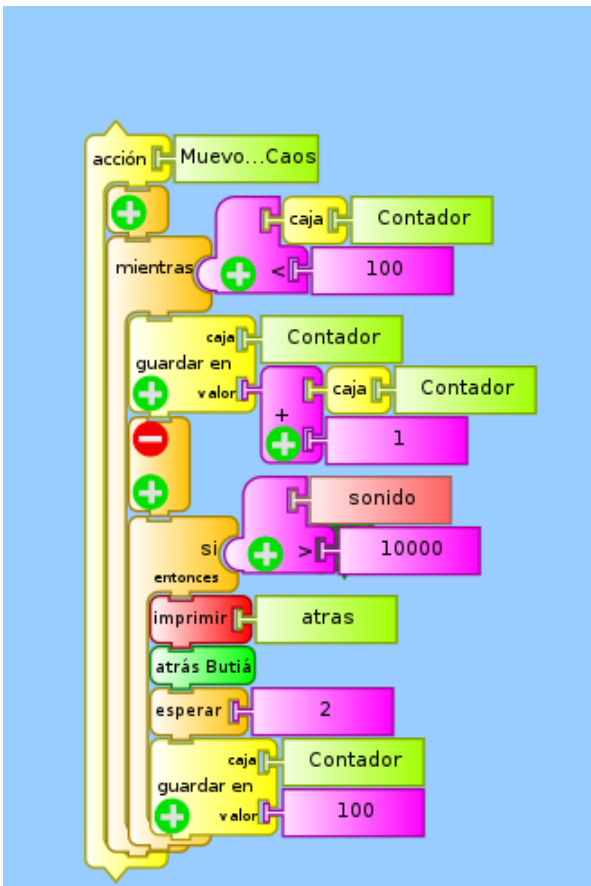 acción Muevo...Caos
caja Contador
mientras < 100
caja Contador
guardar en
valor caja Contador
+ 1
sonido
si > 10000
entonces
imprimir atras
atrás Butiá
esperar 2
caja Contador
guardar en
valor 100